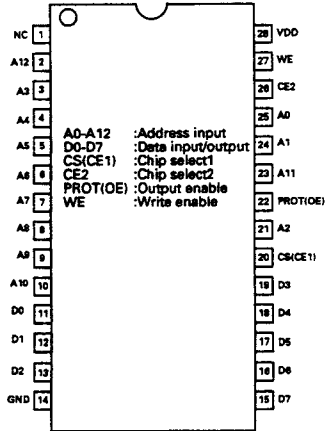 NC 1 28 VDD
A12 2 27 WE
A3 3 26 CE2
A4 4 25 A0
A5 5 24 A1
A6 6 23 A11
A7 7 22 PROT(OE)
A8 8 21 A2
A9 9 20 CS(CE1)
A10 10 19 D3
D0 11 18 D4
D1 12 17 D5
D2 13 16 D6
GND 14 15 D7
A0-A12 :Address input
D0-D7 :Data input/output
CS(CE1) :Chip select1
CE2 :Chip select2
PROT(OE) :Output enable
WE :Write enable